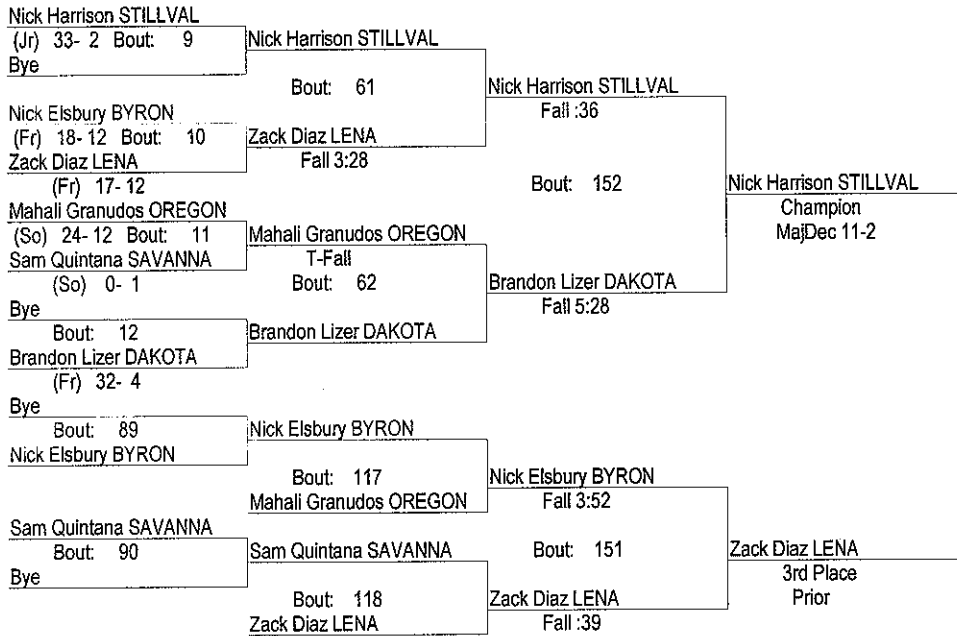 Nick Harrison STILLVAL
(Jr) 33- 2 Bout: 9
Bye
Nick Harrison STILLVAL
Bout: 61
Nick Elsbury BYRON
(Fr) 18- 12 Bout: 10
Zack Diaz LENA
(Fr) 17- 12
Zack Diaz LENA
Fall 3:28
Nick Harrison STILLVAL
Fall :36
Mahali Granudos OREGON
(So) 24- 12 Bout: 11
Sam Quintana SAVANNA
(So) 0- 1
Mahali Granudos OREGON
T-Fall
Bout: 62
Bye
Bout: 12
Brandon Lizer DAKOTA
(Fr) 32- 4
Brandon Lizer DAKOTA
Brandon Lizer DAKOTA
Fall 5:28
Bout: 152
Nick Harrison STILLVAL
Champion
MajDec 11-2
Bye
Bout: 89
Nick Elsbury BYRON
Nick Elsbury BYRON
Bout: 117
Mahali Granudos OREGON
Nick Elsbury BYRON
Fall 3:52
Sam Quintana SAVANNA
Bout: 90
Bye
Sam Quintana SAVANNA
Bout: 118
Zack Diaz LENA
Zack Diaz LENA
Fall :39
Bout: 151
Zack Diaz LENA
3rd Place
Prior